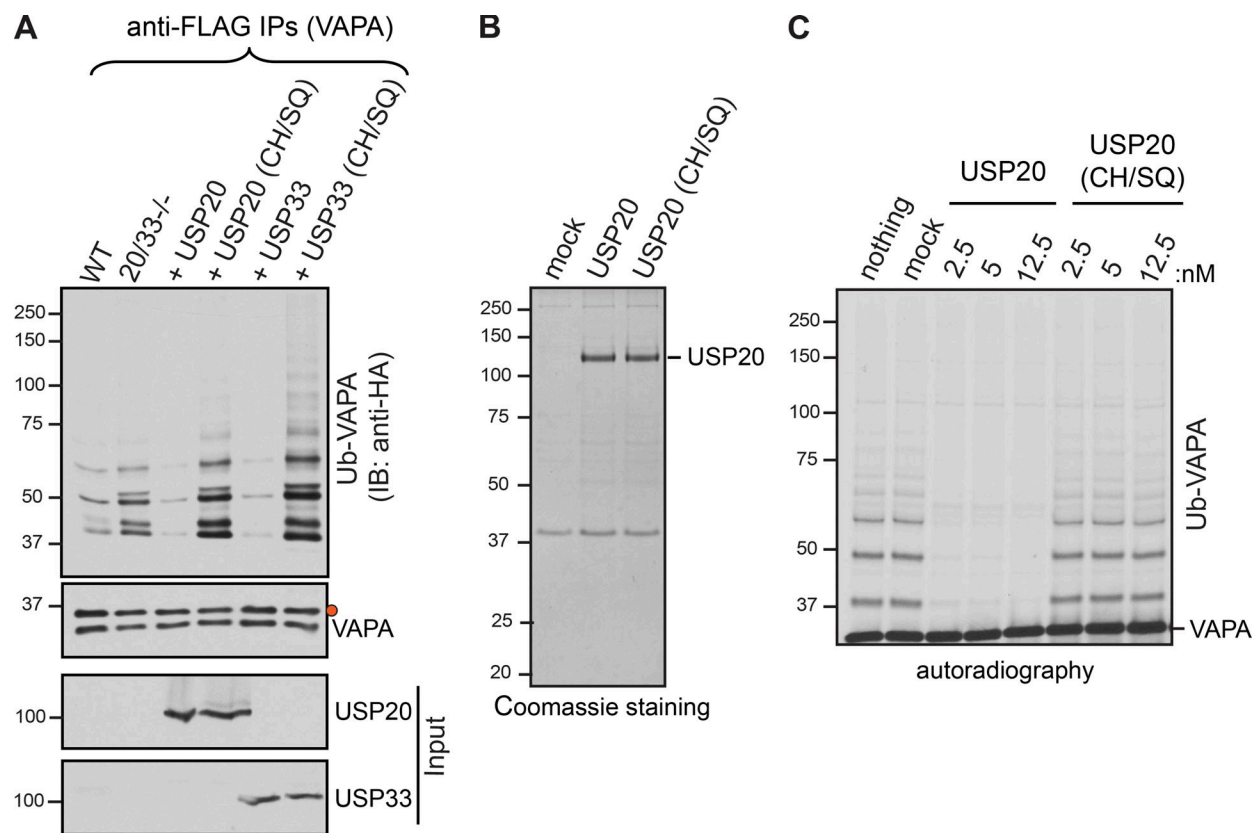 A
anti-FLAG IPs (VAPA)
WT
20/33-/-
+ USP20
+ USP20 (CH/SQ)
+ USP33
+ USP33 (CH/SQ)
250
150
100
75
50
37
Ub-VAPA
(IB: anti-HA)
37
VAPA
100
USP20
100
USP33
Input
B
mock
USP20
USP20 (CH/SQ)
250
150
100
75
50
37
25
20
USP20
Coomassie staining
C
USP20
USP20
(CH/SQ)
nothing
mock
2.5
5
12.5
2.5
5
12.5
:nM
250
150
100
75
50
37
Ub-VAPA
VAPA
autoradiography